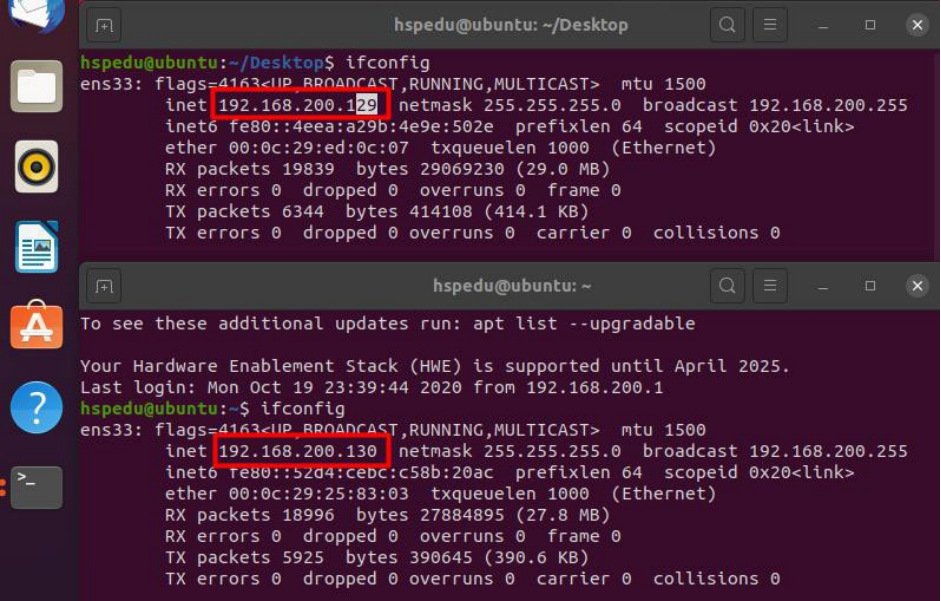 hspedu@ubuntu: ~/Desktop
hspedu@ubuntu:~/Desktop$ ifconfig
ens33: flags=4163<UP,BROADCAST,RUNNING,MULTICAST>  mtu 1500
        inet 192.168.200.129  netmask 255.255.255.0  broadcast 192.168.200.255
        inet6 fe80::4eea:a29b:4e9e:502e  prefixlen 64  scopeid 0x20<link>
        ether 00:0c:29:ed:0c:07  txqueuelen 1000  (Ethernet)
        RX packets 19839  bytes 29069230 (29.0 MB)
        RX errors 0  dropped 0  overruns 0  frame 0
        TX packets 6344  bytes 414108 (414.1 KB)
        TX errors 0  dropped 0 overruns 0  carrier 0  collisions 0
hspedu@ubuntu: ~
To see these additional updates run: apt list --upgradable
Your Hardware Enablement Stack (HWE) is supported until April 2025.
Last login: Mon Oct 19 23:39:44 2020 from 192.168.200.1
hspedu@ubuntu:~$ ifconfig
ens33: flags=4163<UP,BROADCAST,RUNNING,MULTICAST>  mtu 1500
        inet 192.168.200.130  netmask 255.255.255.0  broadcast 192.168.200.255
        inet6 fe80::52d4:cebc:c58b:20ac  prefixlen 64  scopeid 0x20<link>
        ether 00:0c:29:25:83:03  txqueuelen 1000  (Ethernet)
        RX packets 18996  bytes 27884895 (27.8 MB)
        RX errors 0  dropped 0  overruns 0  frame 0
        TX packets 5925  bytes 390645 (390.6 KB)
        TX errors 0  dropped 0 overruns 0  carrier 0  collisions 0